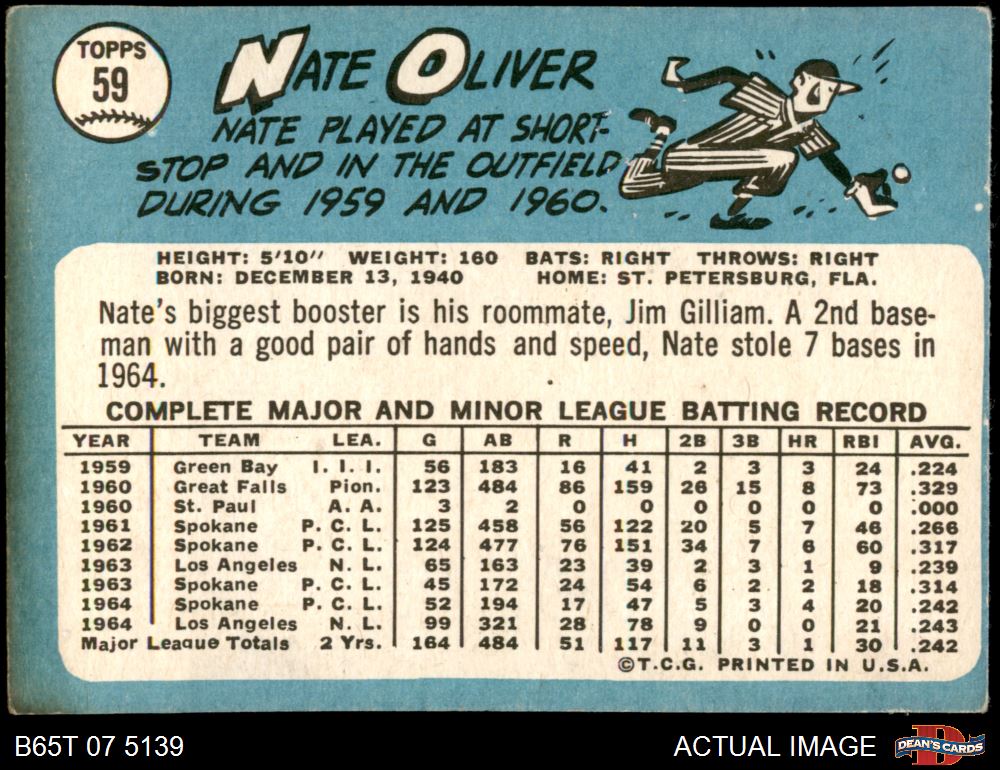 TOPPS
59
NATE OLIVER
NATE PLAYED AT SHORT-
STOP AND IN THE OUTFIELD
DURING 1959 AND 1960.
HEIGHT: 5'10" WEIGHT: 160 BATS: RIGHT THROWS: RIGHT
BORN: DECEMBER 13, 1940 HOME: ST. PETERSBURG, FLA.
Nate's biggest booster is his roommate, Jim Gilliam. A 2nd base-
man with a good pair of hands and speed, Nate stole 7 bases in
1964.
COMPLETE MAJOR AND MINOR LEAGUE BATTING RECORD
YEAR TEAM LEA. G AB R H 2B 3B HR RBI AVG.
1959 Green Bay I. I. I. 56 183 16 41 2 3 3 24 .224
1960 Great Falls Pion. 123 484 86 159 26 15 8 73 .329
1960 St. Paul A. A. 3 2 0 0 0 0 0 0 .000
1961 Spokane P. C. L. 125 458 56 122 20 5 7 46 .266
1962 Spokane P. C. L. 124 477 76 151 34 7 6 60 .317
1963 Los Angeles N. L. 65 163 23 39 2 3 1 9 .239
1963 Spokane P. C. L. 45 172 24 54 6 2 2 18 .314
1964 Spokane P. C. L. 52 194 17 47 5 3 4 20 .242
1964 Los Angeles N. L. 99 321 28 78 9 0 0 21 .243
Major League Totals 2 Yrs. 164 484 51 117 11 3 1 30 .242
©T.C.G. PRINTED IN U.S.A.
B65T 07 5139 ACTUAL IMAGE
D
DEAN'S CARDS